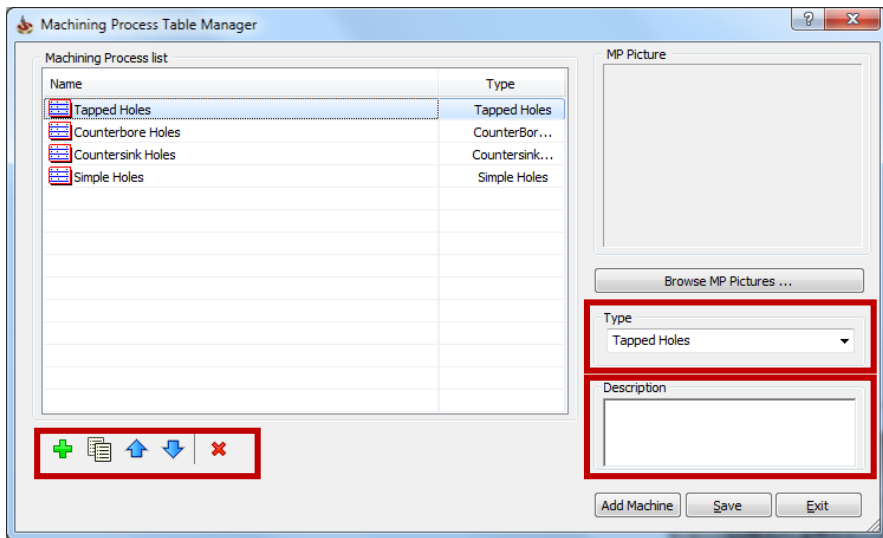 Machining Process Table Manager
Machining Process list
Name Type
Tapped Holes Tapped Holes
Counterbore Holes CounterBor...
Countersink Holes Countersink...
Simple Holes Simple Holes
MP Picture
Browse MP Pictures ...
Type
Tapped Holes
Description
Add Machine Save Exit